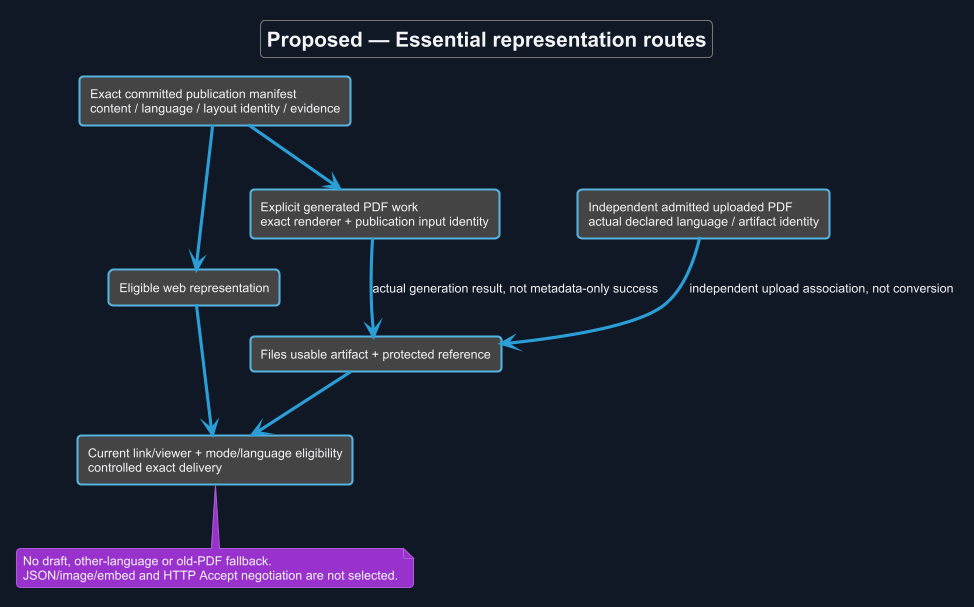 Proposed — Essential representation routes
Exact committed publication manifest
content / language / layout identity / evidence
Explicit generated PDF work
exact renderer + publication input identity
Independent admitted uploaded PDF
actual declared language / artifact identity
Eligible web representation
actual generation result, not metadata-only success
independent upload association, not conversion
Files usable artifact + protected reference
Current link/viewer + mode/language eligibility
controlled exact delivery
No draft, other-language or old-PDF fallback.
JSON/image/embed and HTTP Accept negotiation are not selected.